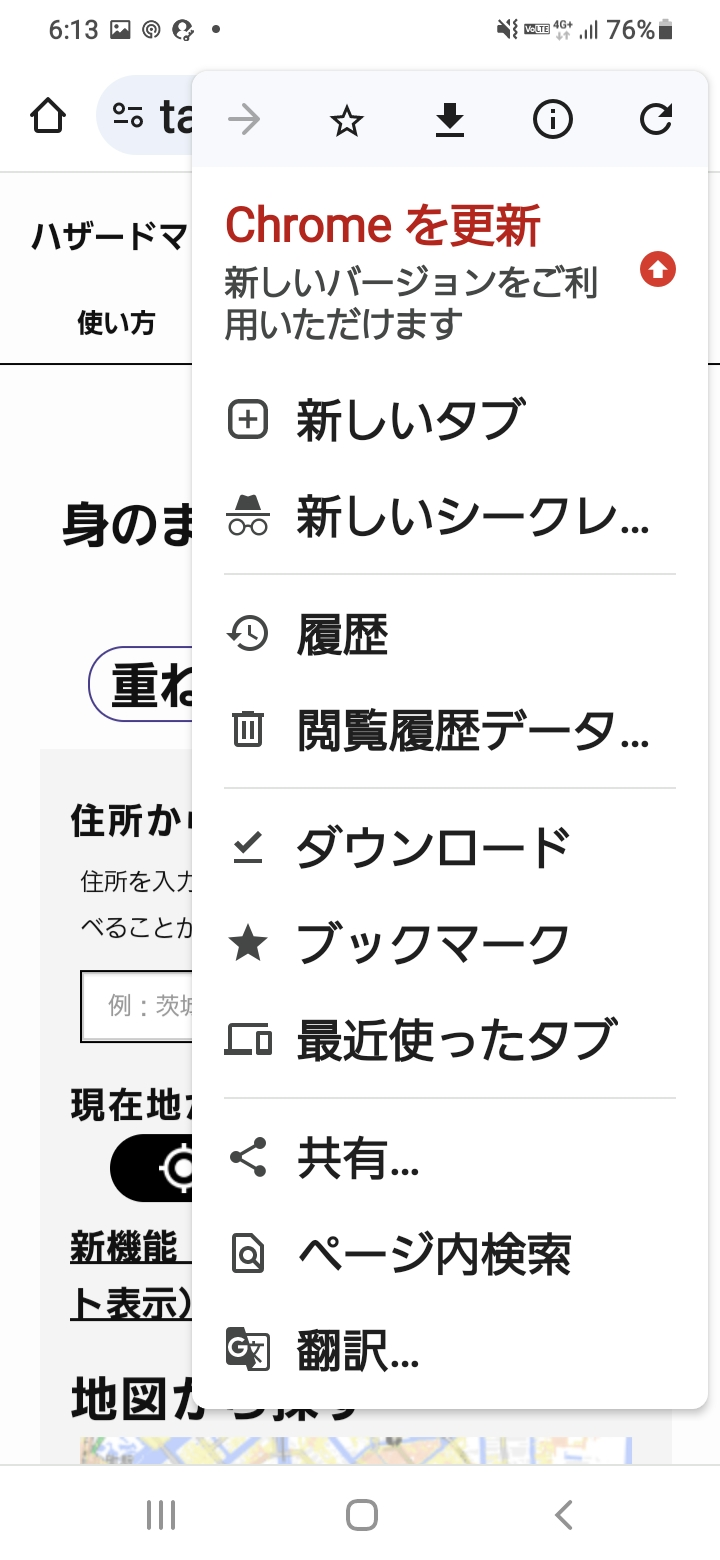 6:13 VoLTE 4G+ 76%
ta
Chrome を更新
新しいバージョンをご利
用いただけます
新しいタブ
新しいシークレ...
履歴
閲覧履歴データ...
ダウンロード
ブックマーク
最近使ったタブ
共有...
ページ内検索
翻訳...
ハザードマ
使い方
身のま
重ね
住所か
住所を入力
べることか
例：茨城
現在地か
新機能
ト表示）
地図から探す